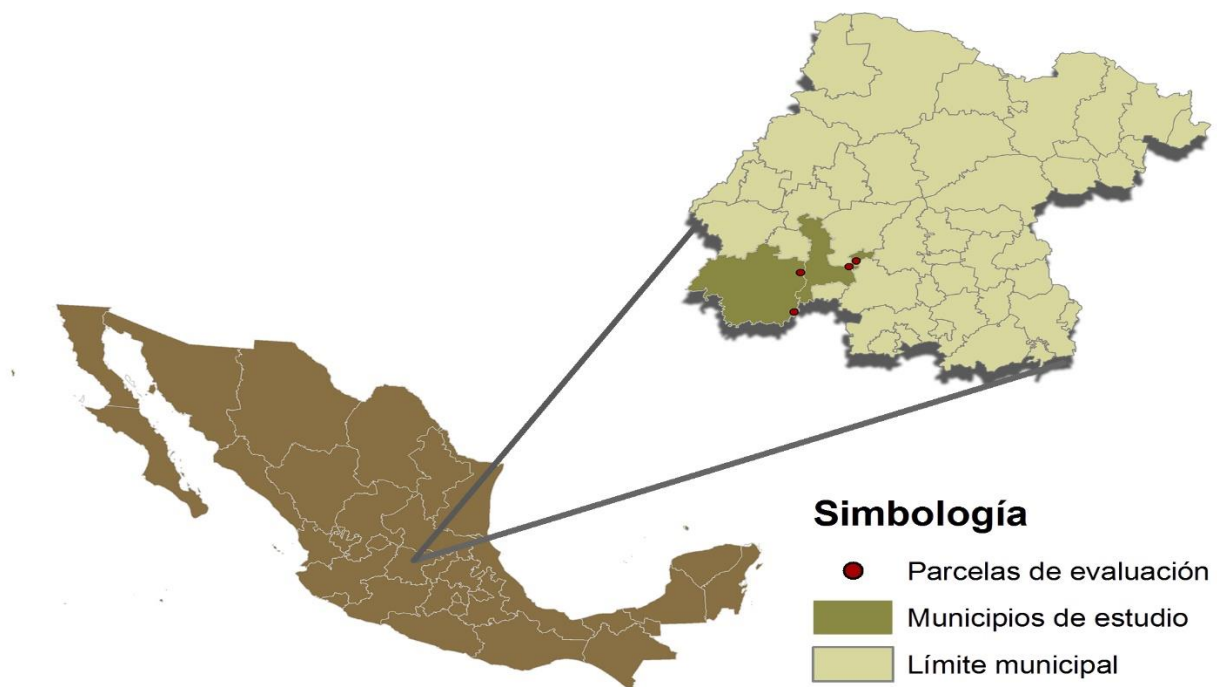 Simbología
Parcelas de evaluación
Municipios de estudio
Límite municipal